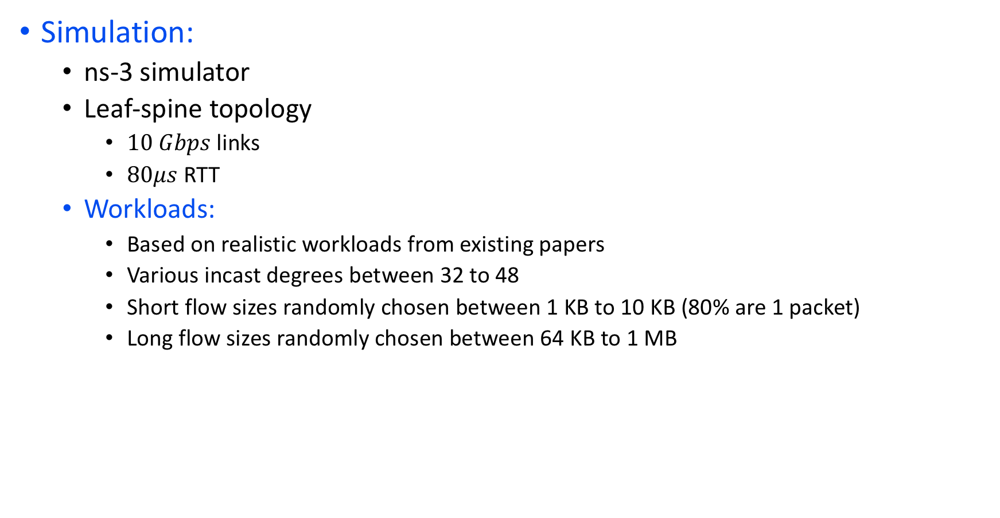 • Simulation:
• ns-3 simulator
• Leaf-spine topology
• 10 Gbps links
• 80μs RTT
• Workloads:
• Based on realistic workloads from existing papers
• Various incast degrees between 32 to 48
• Short flow sizes randomly chosen between 1 KB to 10 KB (80% are 1 packet)
• Long flow sizes randomly chosen between 64 KB to 1 MB